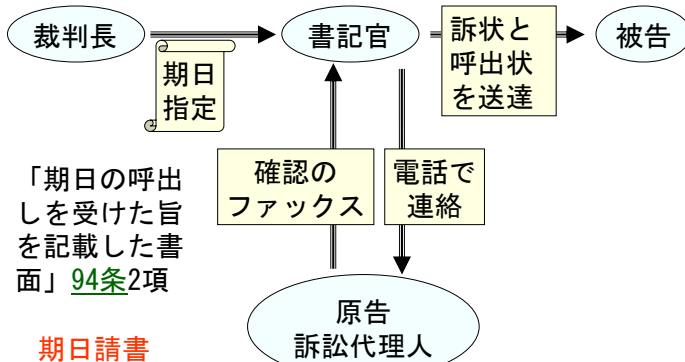 裁判長
期日
指定
書記官
訴状と
呼出状
を送達
被告
確認の
ファックス
電話で
連絡
「期日の呼出
しを受けた旨
を記載した書
面」94条2項
期日請書
原告
訴訟代理人